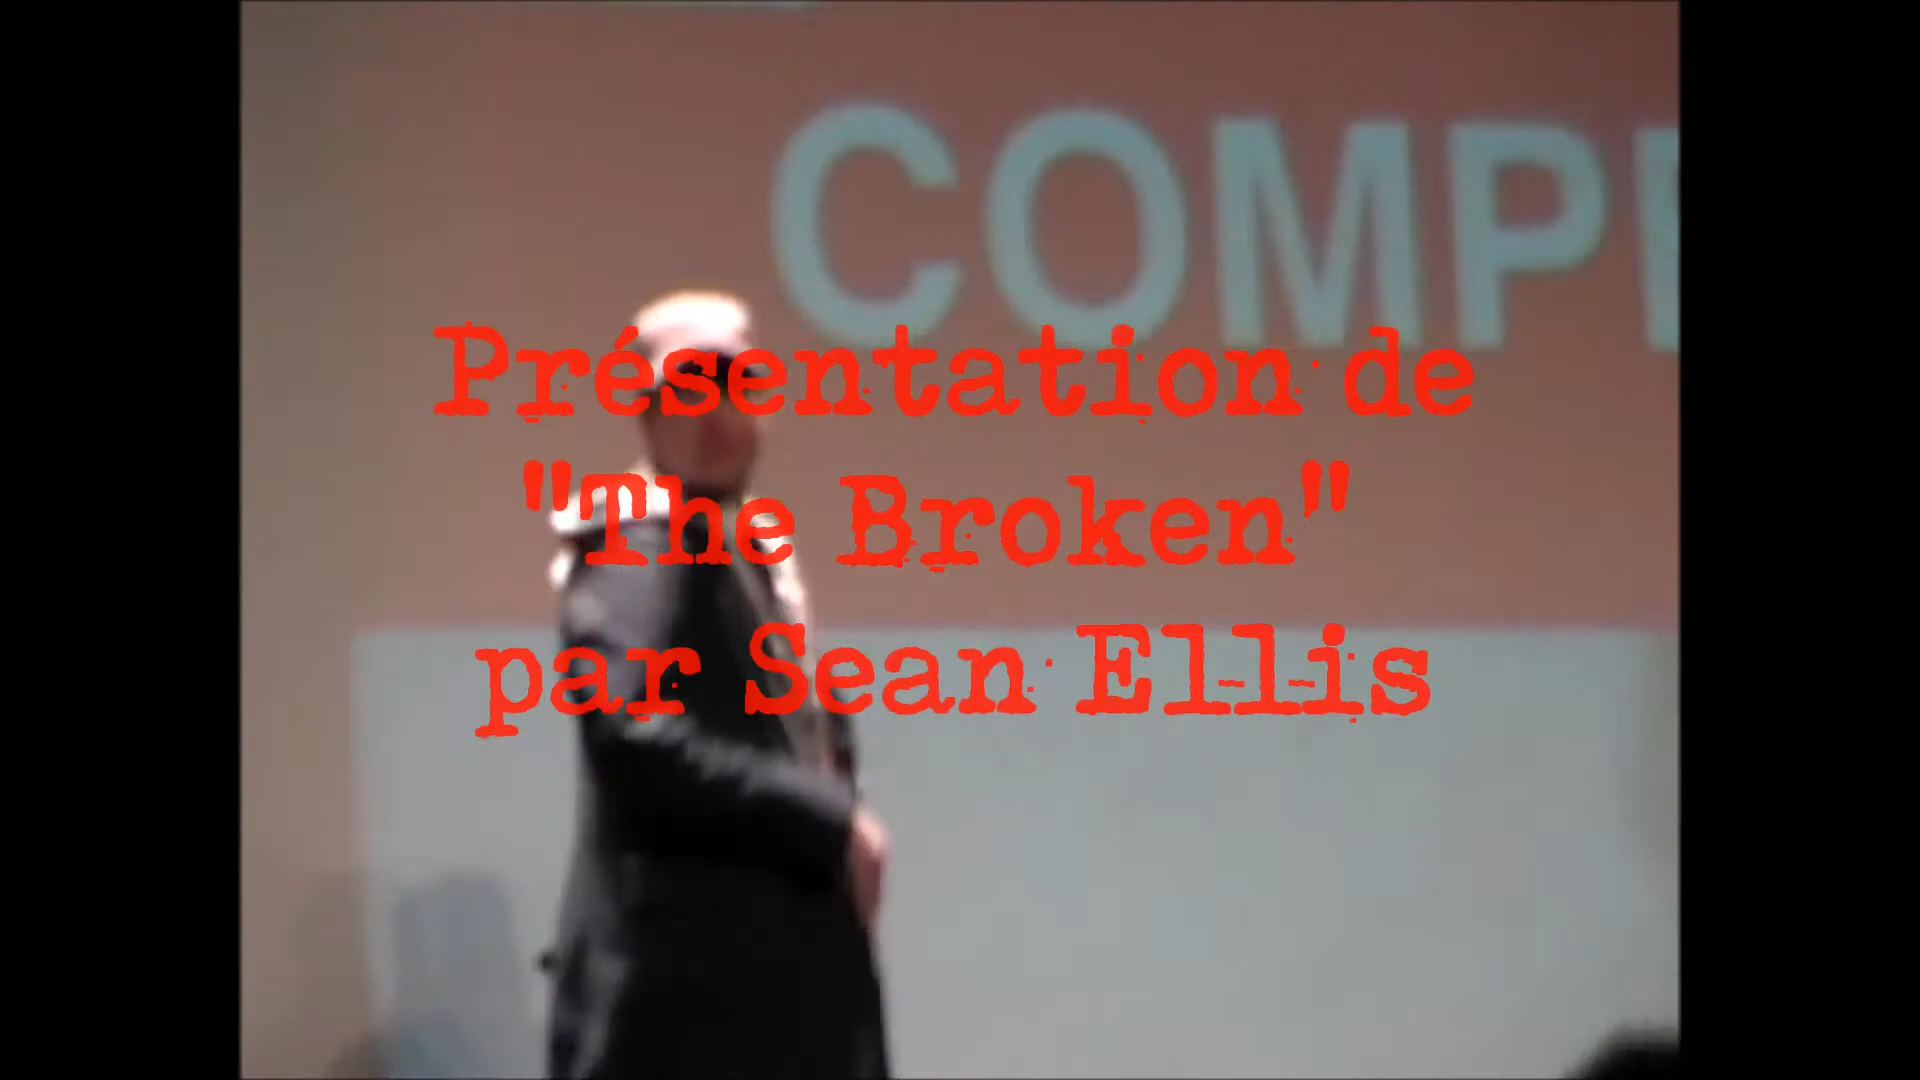 COMP
Présentation de
"The Broken"
par Sean Ellis